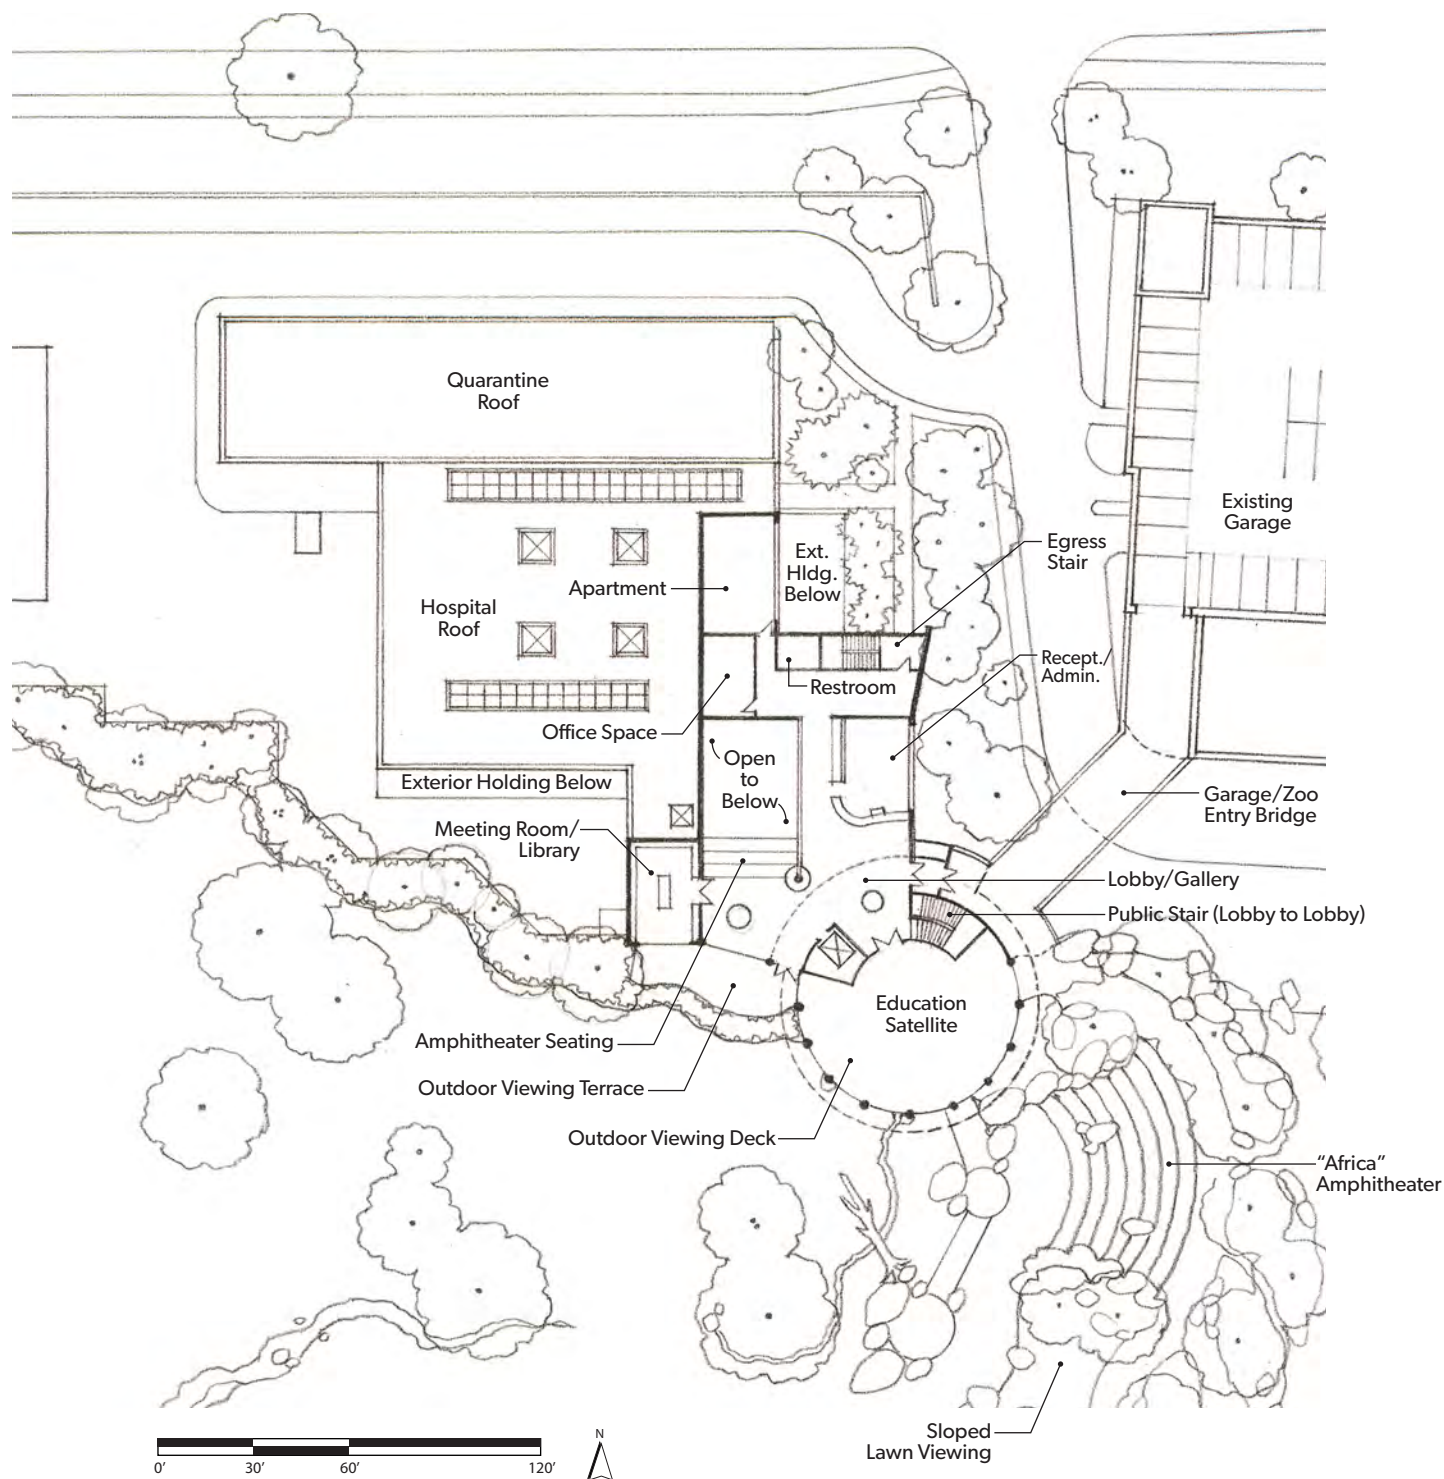 Quarantine
Roof
Existing
Garage
Egress
Stair
Ext.
Hldg.
Below
Apartment
Hospital
Roof
Recept./
Admin.
Restroom
Office Space
Open
to
Below
Exterior Holding Below
Garage/Zoo
Entry Bridge
Meeting Room/
Library
Lobby/Gallery
Public Stair (Lobby to Lobby)
Education
Satellite
Amphitheater Seating
Outdoor Viewing Terrace
Outdoor Viewing Deck
“Africa”
Amphitheater
Sloped
Lawn Viewing
N
0’ 30’ 60’ 120’